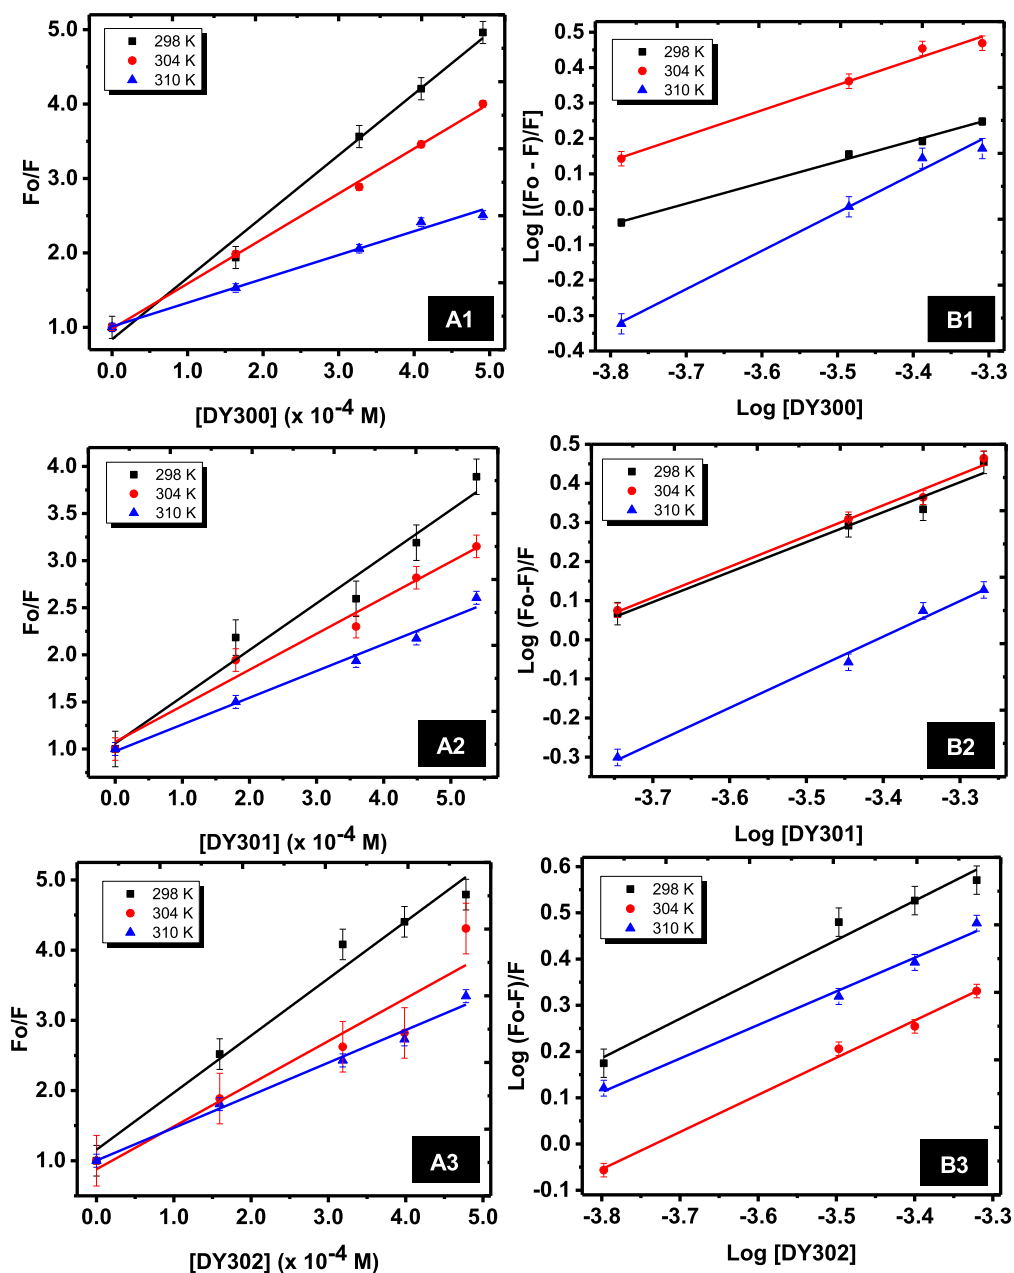 5.0
4.0
3.0
2.0
1.0
Fo/F
298 K
304 K
310 K
A1
0.0 1.0 2.0 3.0 4.0 5.0
[DY300] (x 10-4 M)
0.5
0.4
0.3
0.2
0.1
0.0
-0.1
-0.2
-0.3
-0.4
Log [(Fo - F)/F]
298 K
304 K
310 K
B1
-3.8 -3.7 -3.6 -3.5 -3.4 -3.3
Log [DY300]
4.0
3.5
3.0
2.5
2.0
1.5
1.0
Fo/F
298 K
304 K
310 K
A2
0.0 1.0 2.0 3.0 4.0 5.0
[DY301] (x 10-4 M)
0.5
0.4
0.3
0.2
0.1
0.0
-0.1
-0.2
-0.3
Log (Fo-F)/F
298 K
304 K
310 K
B2
-3.7 -3.6 -3.5 -3.4 -3.3
Log [DY301]
5.0
4.0
3.0
2.0
1.0
Fo/F
298 K
304 K
310 K
A3
0.0 1.0 2.0 3.0 4.0 5.0
[DY302] (x 10-4 M)
0.6
0.5
0.4
0.3
0.2
0.1
0.0
-0.1
Log (Fo-F)/F
298 K
304 K
310 K
B3
-3.8 -3.7 -3.6 -3.5 -3.4 -3.3
Log [DY302]